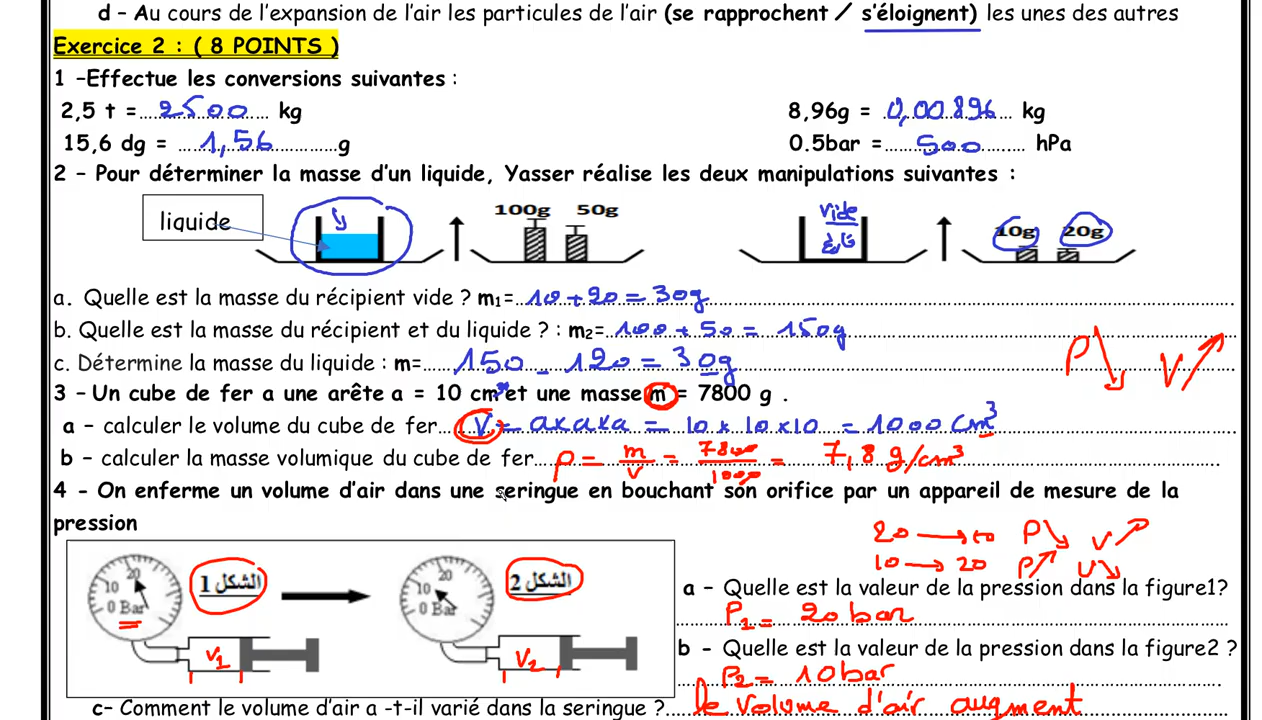 d - Au cours de l'expansion de l'air les particules de l'air (se rapprochent / s'éloignent) les unes des autres
Exercice 2 : ( 8 POINTS )
1 -Effectue les conversions suivantes :
2,5 t =....2500.... kg 8,96g = ....0,00896.... kg
15,6 dg = ....1,56....g 0.5bar =....500.... hPa
2 - Pour déterminer la masse d'un liquide, Yasser réalise les deux manipulations suivantes :
liquide 100g 50g vide 10g 20g
a. Quelle est la masse du récipient vide ? m1=..10 + 20 = 30g
b. Quelle est la masse du récipient et du liquide ? : m2=..100 + 50 = 150g
c. Détermine la masse du liquide : m=....150 - 120 = 30g
P V
3 - Un cube de fer a une arête a = 10 cm et une masse m = 7800 g .
a - calculer le volume du cube de fer....V = axaxa = 10 x 10 x 10 = 1000 cm³
b - calculer la masse volumique du cube de fer....ρ = m/v = 7800/1000 = 7,8 g/cm³
4 - On enferme un volume d'air dans une seringue en bouchant son orifice par un appareil de mesure de la
pression
20 → 10 P↘ V↗
10 → 20 P↗ V↘
20 10 0 Bar الشكل 1 20 10 0 Bar الشكل 2
V1 V2
a - Quelle est la valeur de la pression dans la figure1?
P1 = 20 bar
b - Quelle est la valeur de la pression dans la figure2 ?
P2 = 10 bar
c- Comment le volume d'air a -t-il varié dans la seringue ?....le volume d'air augment